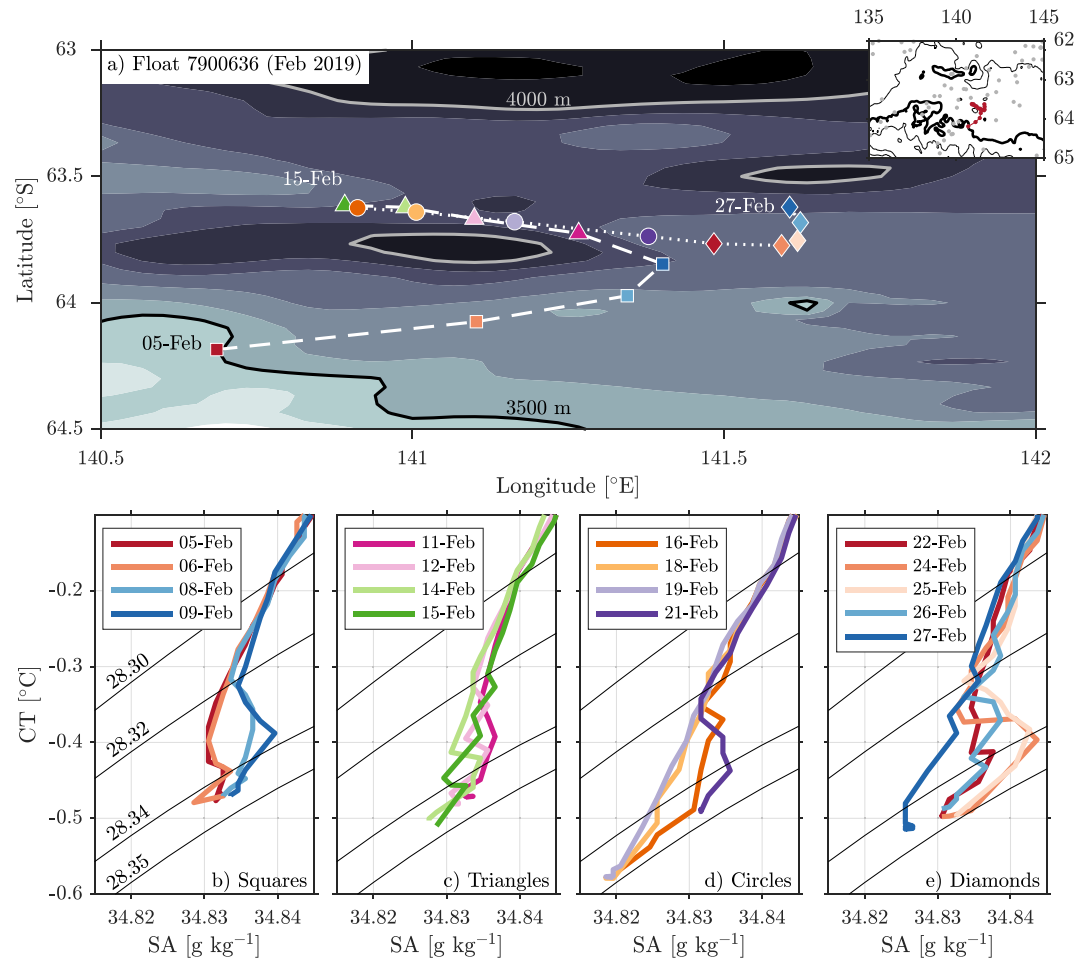 135 140 145
63
a) Float 7900636 (Feb 2019)
4000 m
62
63
64
65
63.5
15-Feb
27-Feb
Latitude [°S]
64
05-Feb
3500 m
64.5
140.5 141 141.5 142
Longitude [°E]
05-Feb
06-Feb
08-Feb
09-Feb
11-Feb
12-Feb
14-Feb
15-Feb
16-Feb
18-Feb
19-Feb
21-Feb
22-Feb
24-Feb
25-Feb
26-Feb
27-Feb
-0.2
-0.3
-0.4
-0.5
-0.6
CT [°C]
28.30
28.32
28.34
28.35
b) Squares
c) Triangles
d) Circles
e) Diamonds
34.82 34.83 34.84
34.82 34.83 34.84
34.82 34.83 34.84
34.82 34.83 34.84
SA [g kg⁻¹]
SA [g kg⁻¹]
SA [g kg⁻¹]
SA [g kg⁻¹]